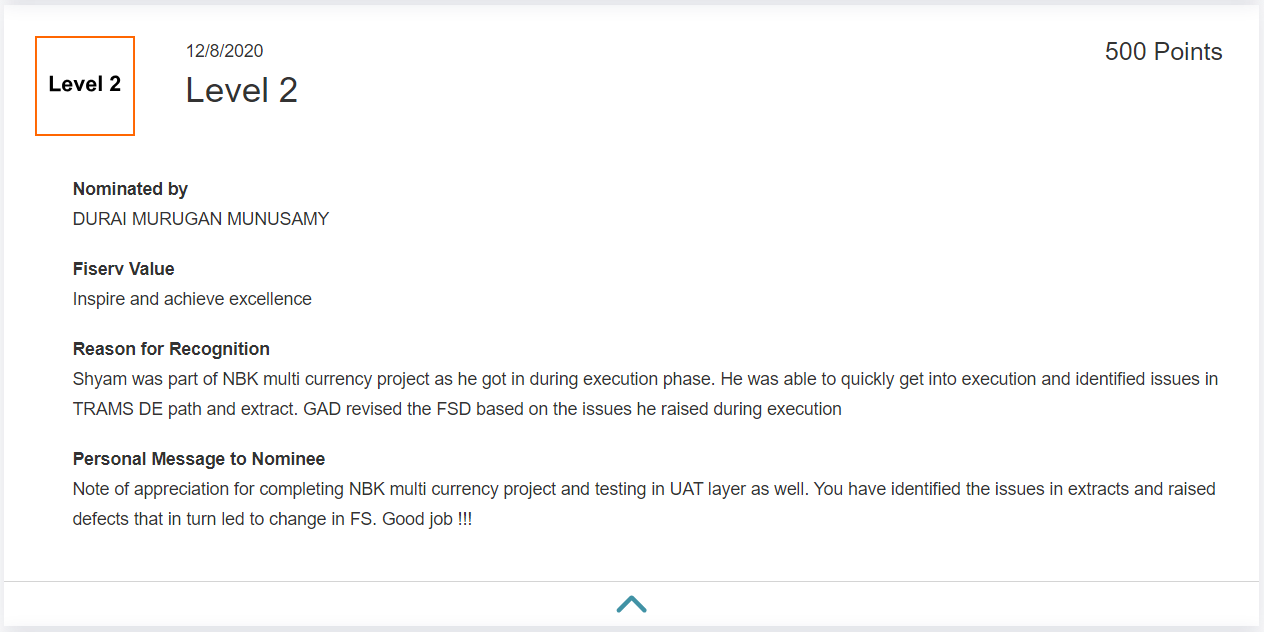 Level 2
12/8/2020
Level 2
500 Points
Nominated by
DURAI MURUGAN MUNUSAMY
Fiserv Value
Inspire and achieve excellence
Reason for Recognition
Shyam was part of NBK multi currency project as he got in during execution phase. He was able to quickly get into execution and identified issues in
TRAMS DE path and extract. GAD revised the FSD based on the issues he raised during execution
Personal Message to Nominee
Note of appreciation for completing NBK multi currency project and testing in UAT layer as well. You have identified the issues in extracts and raised
defects that in turn led to change in FS. Good job !!!